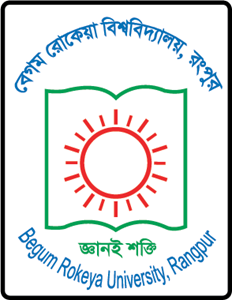 বেগম রোকেয়া বিশ্ববিদ্যালয়, রংপুর
জ্ঞানই শক্তি
Begum Rokeya University, Rangpur